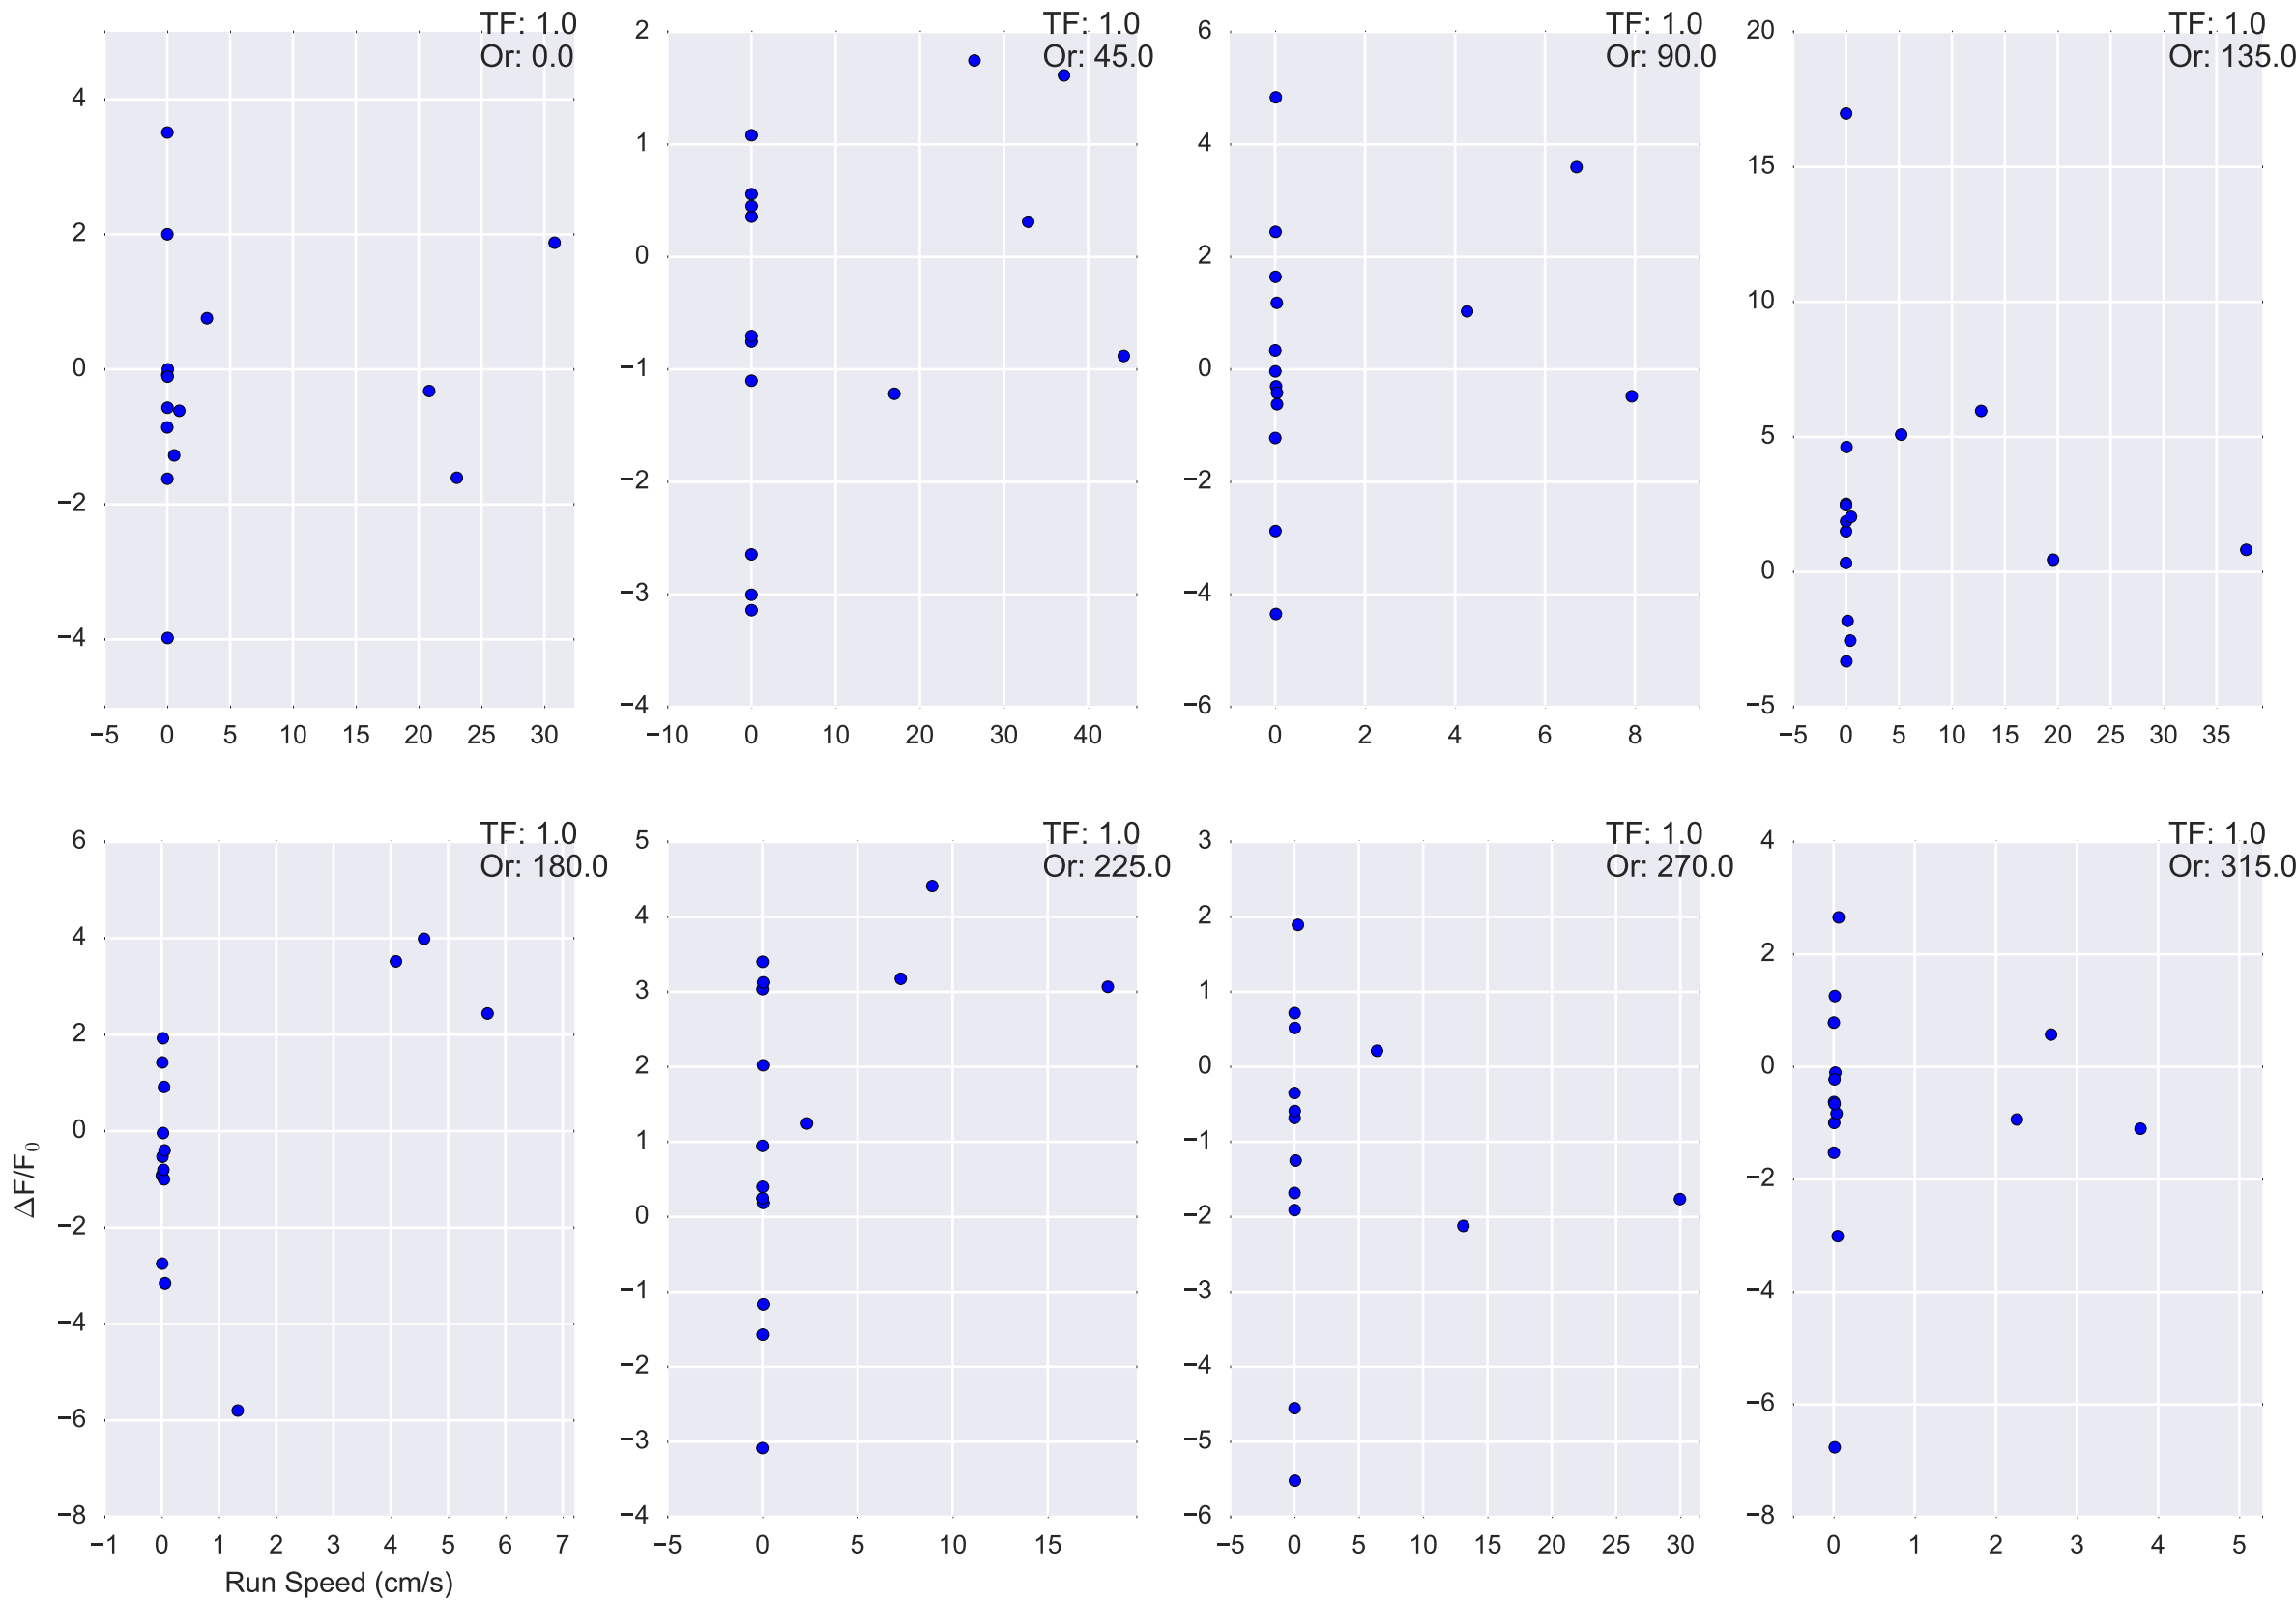 TF: 1.0
Or: 0.0
4
2
0
−2
−4
−5 0 5 10 15 20 25 30
TF: 1.0
Or: 45.0
2
1
0
−1
−2
−3
−4
−10 0 10 20 30 40
TF: 1.0
Or: 90.0
6
4
2
0
−2
−4
−6
0 2 4 6 8
TF: 1.0
Or: 135.0
20
15
10
5
0
−5
−5 0 5 10 15 20 25 30 35
TF: 1.0
Or: 180.0
6
4
2
0
−2
−4
−6
−8
ΔF/F₀
−1 0 1 2 3 4 5 6 7
Run Speed (cm/s)
TF: 1.0
Or: 225.0
5
4
3
2
1
0
−1
−2
−3
−4
−5 0 5 10 15
TF: 1.0
Or: 270.0
3
2
1
0
−1
−2
−3
−4
−5
−6
−5 0 5 10 15 20 25 30
TF: 1.0
Or: 315.0
4
2
0
−2
−4
−6
−8
0 1 2 3 4 5